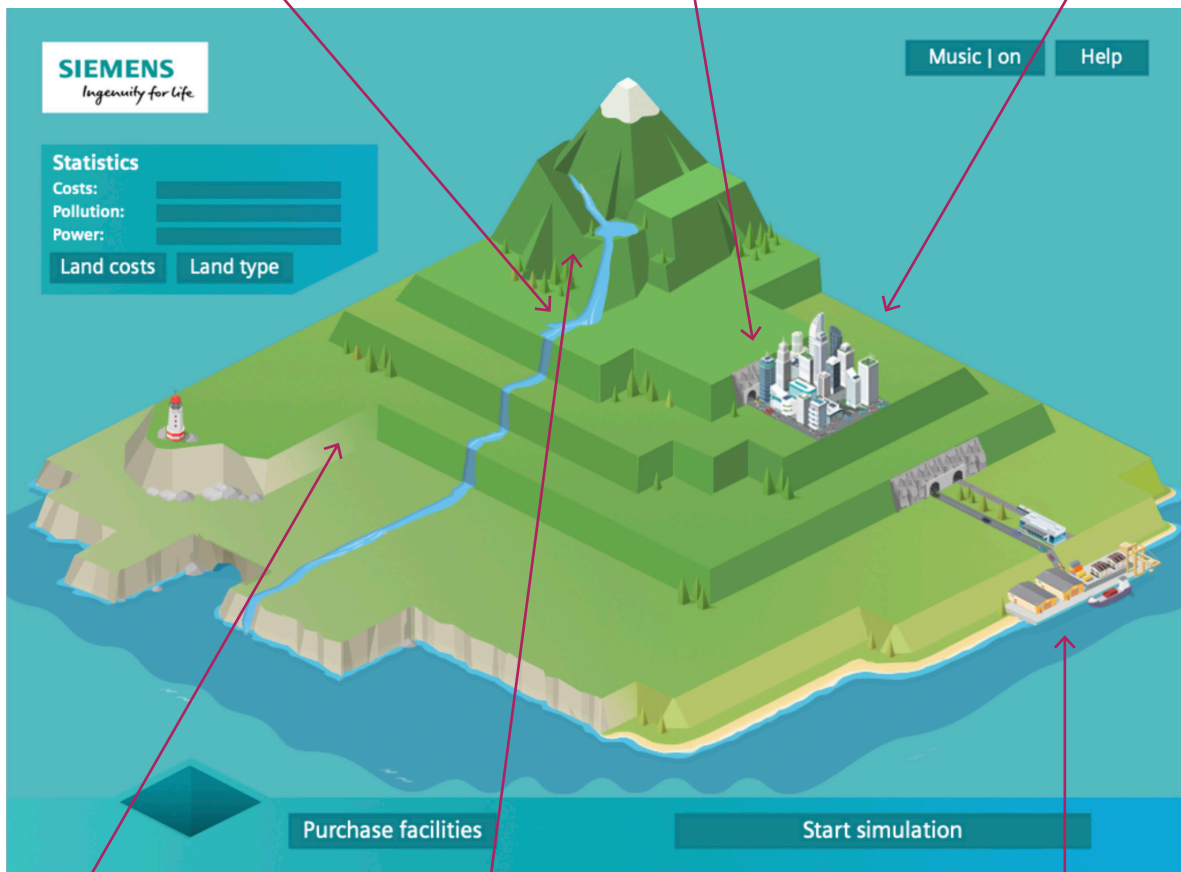 SIEMENS
Ingenuity for life
Music | on
Help
Statistics
Costs:
Pollution:
Power:
Land costs
Land type
Purchase facilities
Start simulation